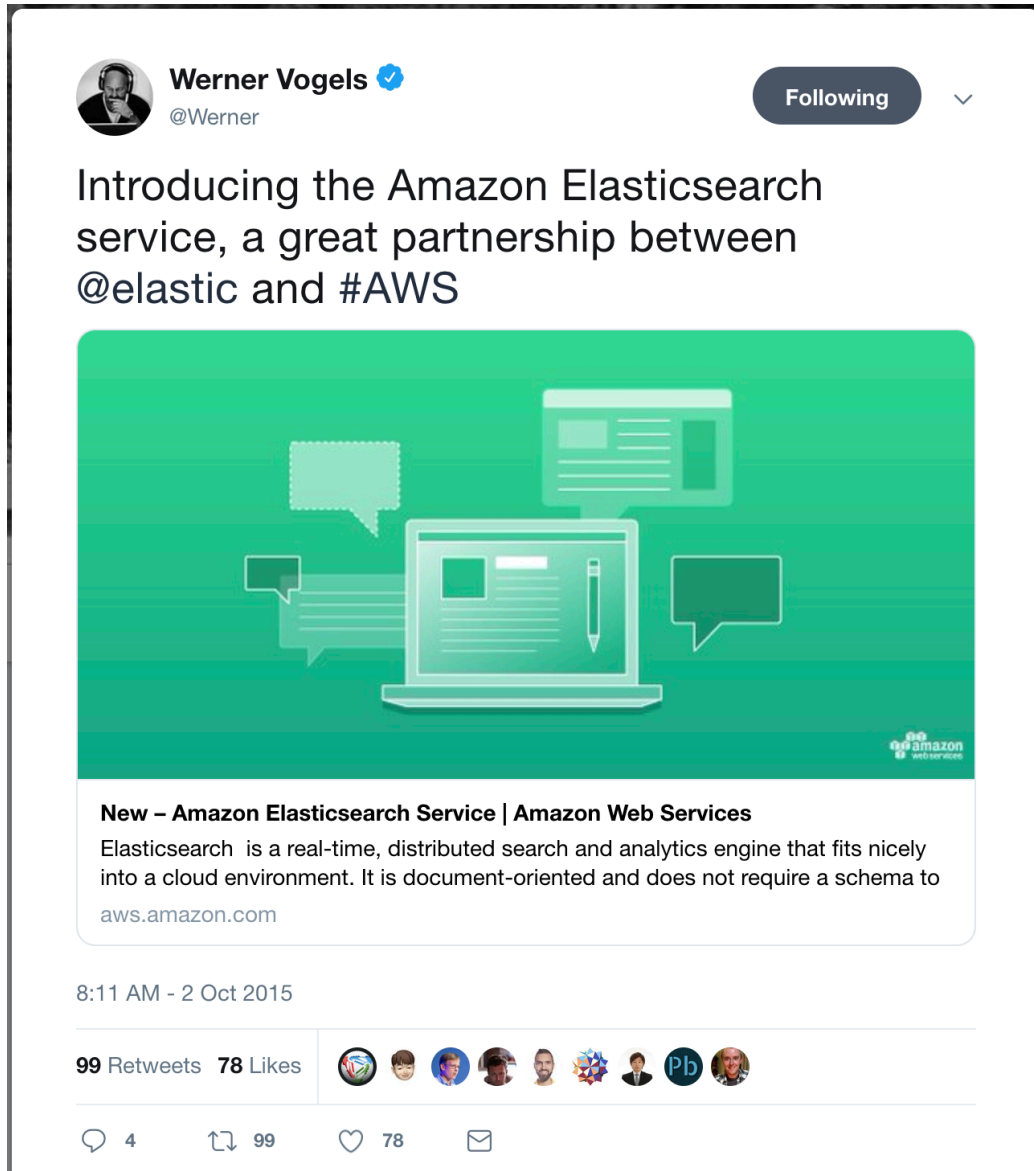 Werner Vogels
@Werner
Following
Introducing the Amazon Elasticsearch
service, a great partnership between
@elastic and #AWS
amazon
webservices
New – Amazon Elasticsearch Service | Amazon Web Services
Elasticsearch  is a real-time, distributed search and analytics engine that fits nicely
into a cloud environment. It is document-oriented and does not require a schema to
aws.amazon.com
8:11 AM - 2 Oct 2015
99 Retweets 78 Likes
Pb
4 99 78